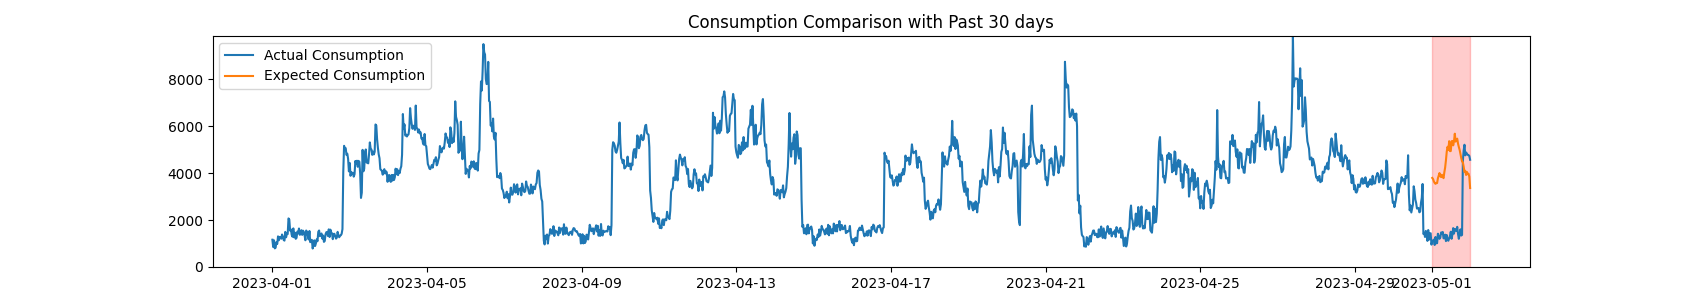 Consumption Comparison with Past 30 days
Actual Consumption
Expected Consumption
8000
6000
4000
2000
0
2023-04-01 2023-04-05 2023-04-09 2023-04-13 2023-04-17 2023-04-21 2023-04-25 2023-04-29 2023-05-01